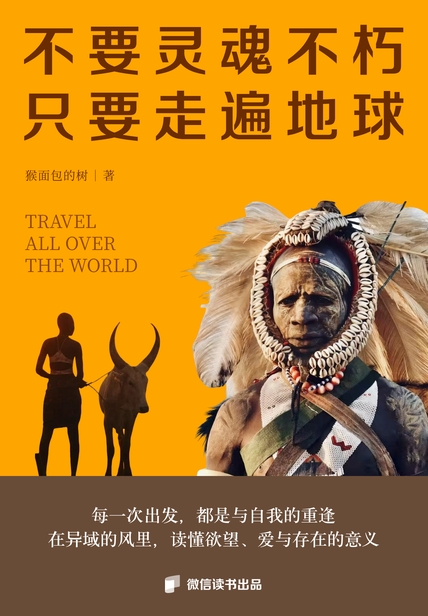 不要灵魂不朽
只要走遍地球
猴面包的树｜著
TRAVEL
ALL OVER
THE WORLD
每一次出发，都是与自我的重逢
在异域的风里，读懂欲望、爱与存在的意义
微信读书出品